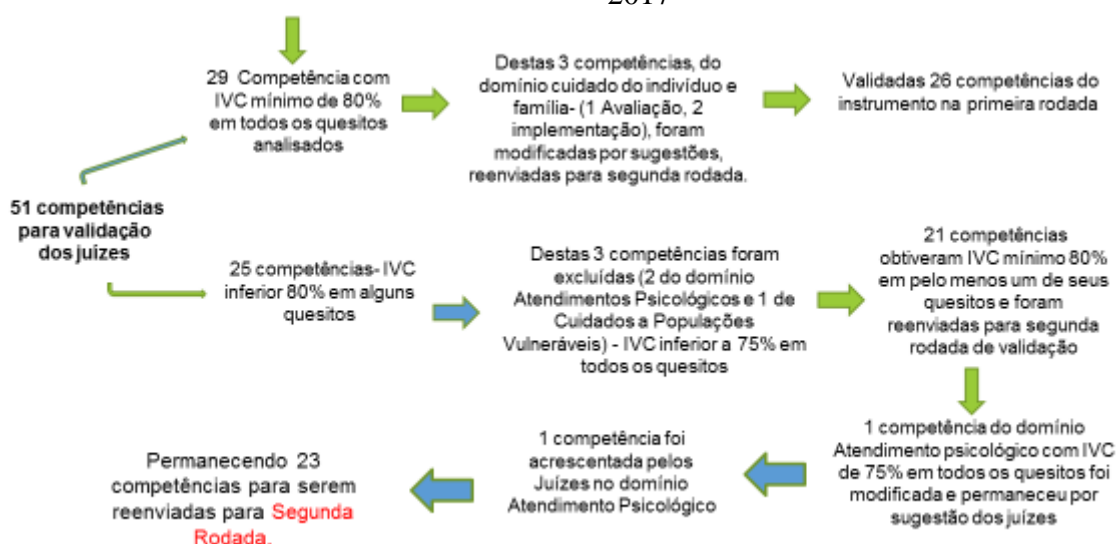 2017
29 Competência com
IVC mínimo de 80%
em todos os quesitos
analisados
Destas 3 competências, do
domínio cuidado do indivíduo e
família- (1 Avaliação, 2
implementação), foram
modificadas por sugestões,
reenviadas para segunda rodada.
Validadas 26 competências do
instrumento na primeira rodada
51 competências
para validação
dos juízes
25 competências- IVC
inferior 80% em alguns
quesitos
Destas 3 competências foram
excluídas (2 do domínio
Atendimentos Psicológicos e 1 de
Cuidados a Populações
Vulneráveis) - IVC inferior a 75% em
todos os quesitos
21 competências
obtiveram IVC mínimo 80%
em pelo menos um de seus
quesitos e foram
reenviadas para segunda
rodada de validação
1 competência do domínio
Atendimento psicológico com IVC
de 75% em todos os quesitos foi
modificada e permaneceu por
sugestão dos juízes
1 competência foi
acrescentada pelos
Juízes no domínio
Atendimento Psicológico
Permanecendo 23
competências para serem
reenviadas para Segunda
Rodada.